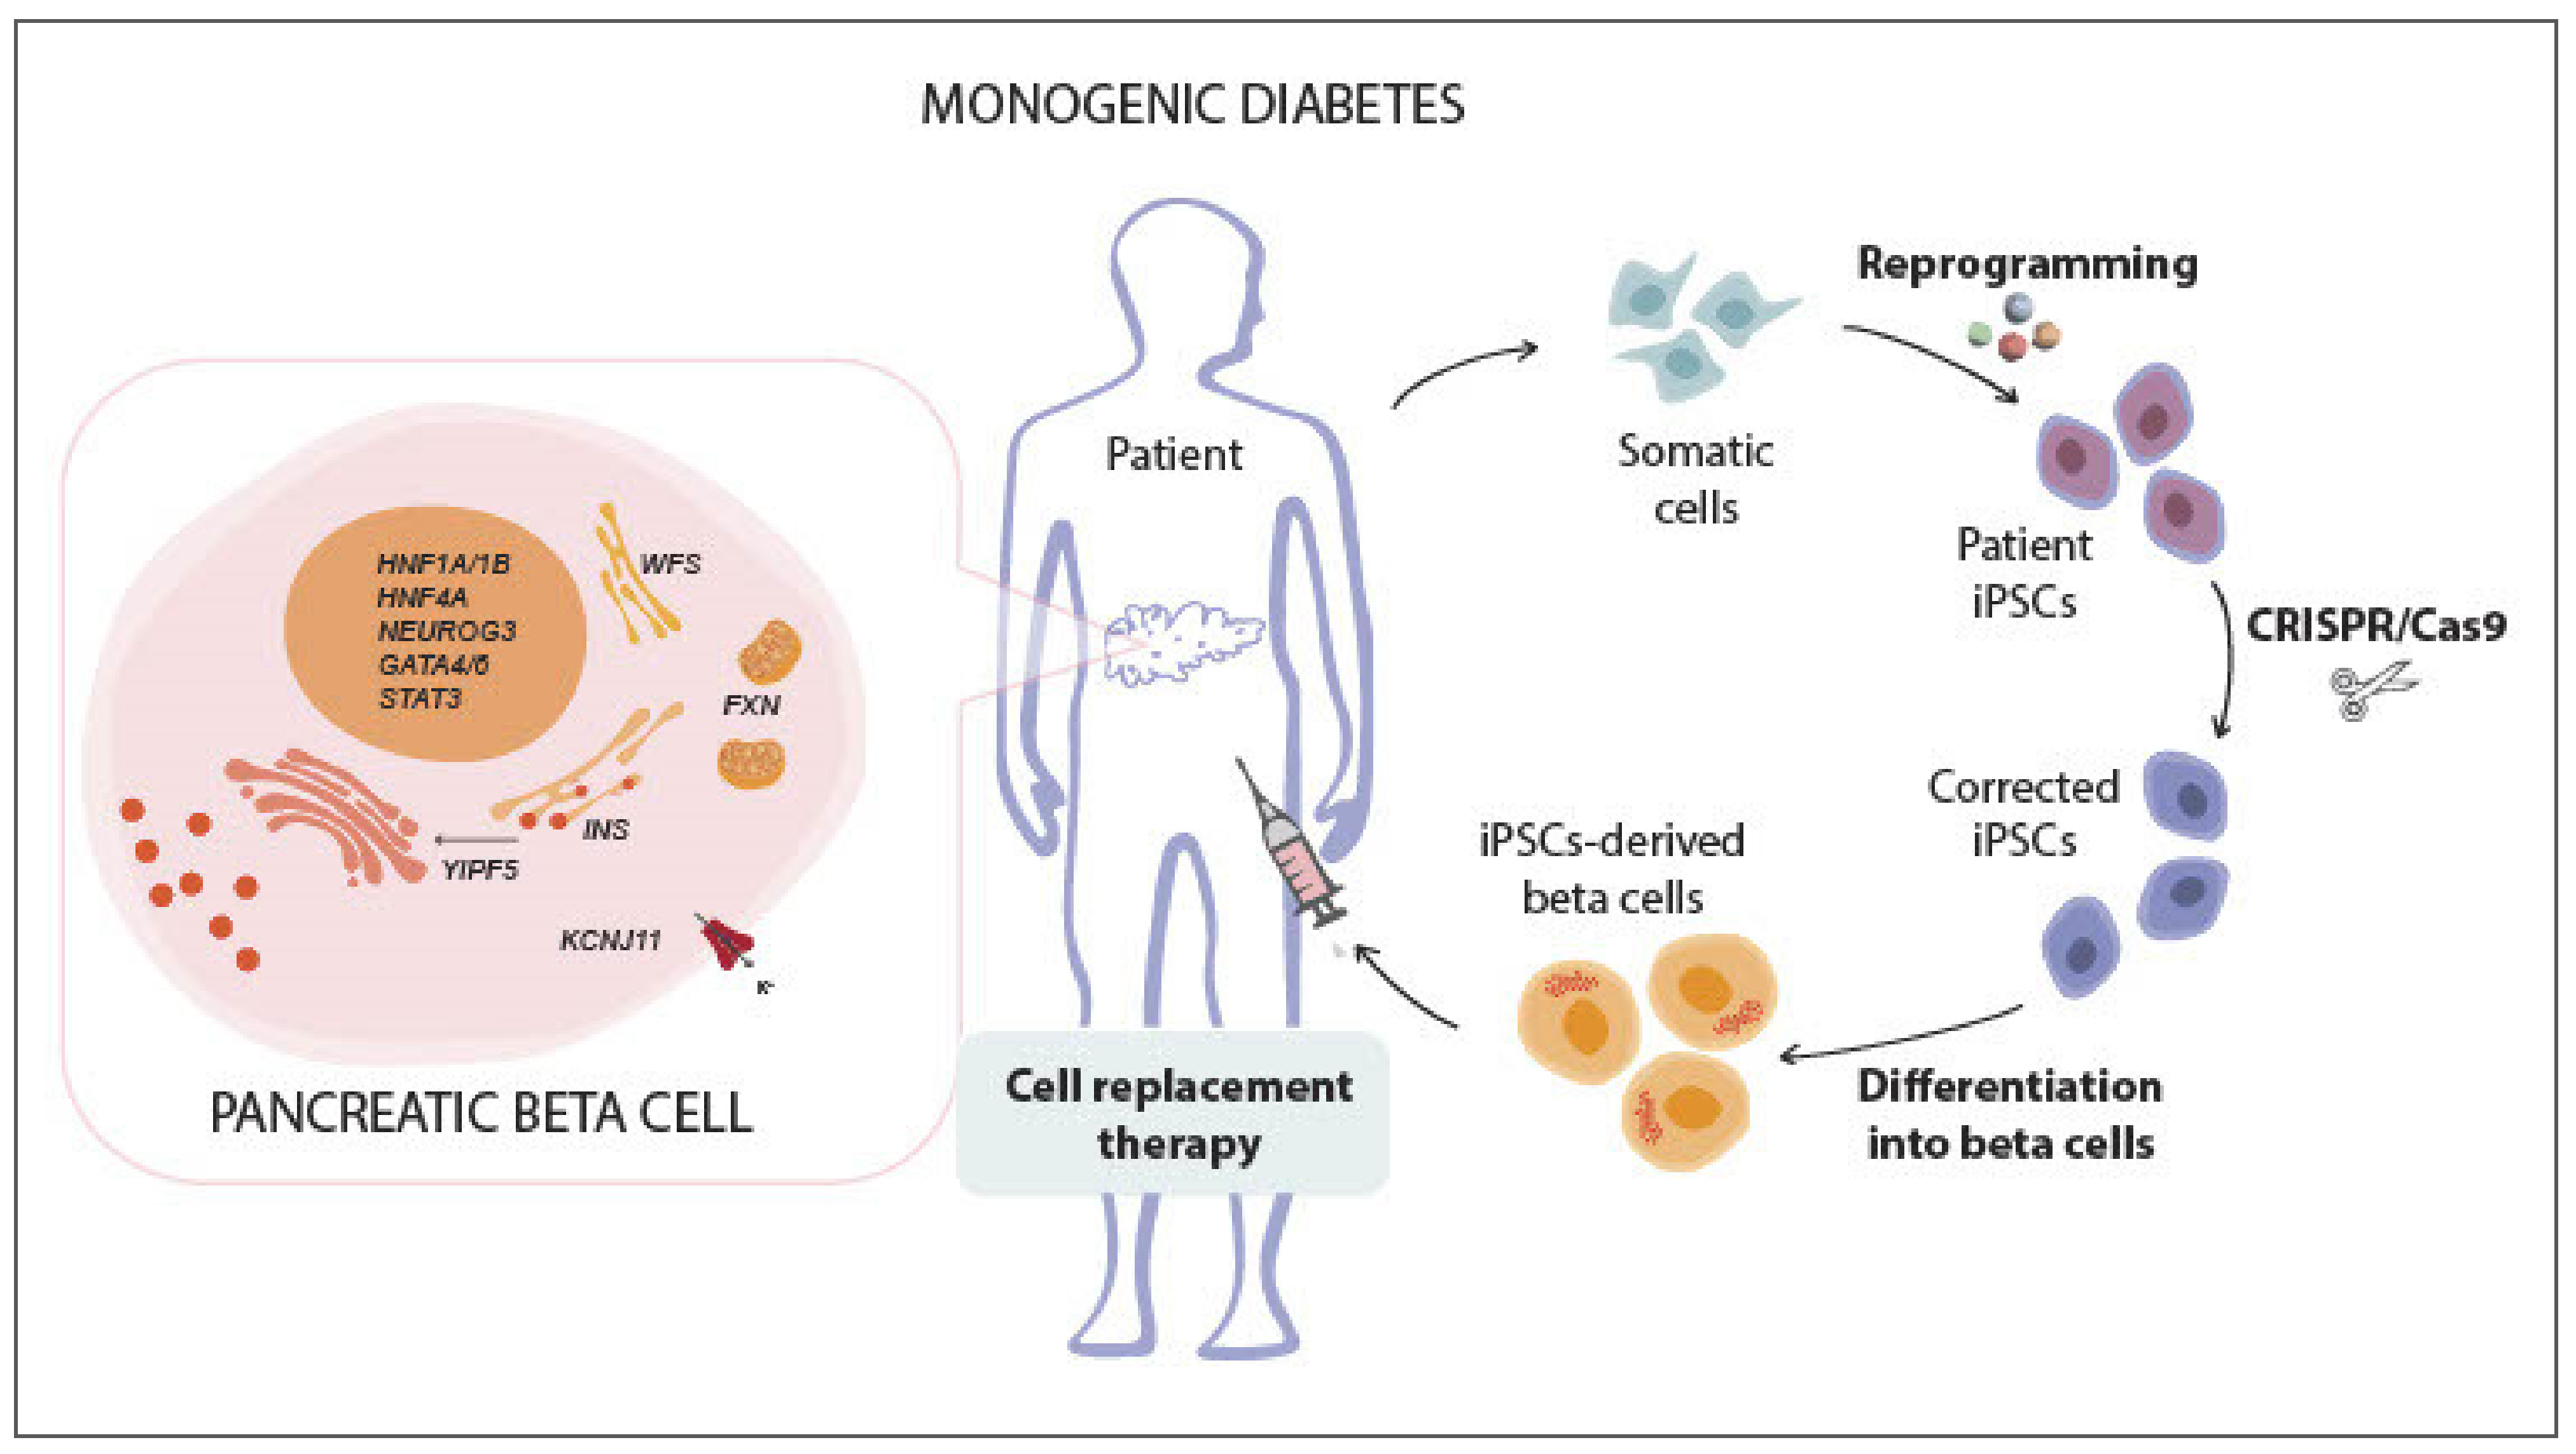 MONOGENIC DIABETES
HNF1A/1B
HNF4A
NEUROG3
GATA4/6
STAT3
WFS
FXN
INS
YIPF5
KCNJ11
PANCREATIC BETA CELL
Patient
Cell replacement
therapy
Somatic
cells
Reprogramming
Patient
iPSCs
CRISPR/Cas9
Corrected
iPSCs
Differentiation
into beta cells
iPSCs-derived
beta cells